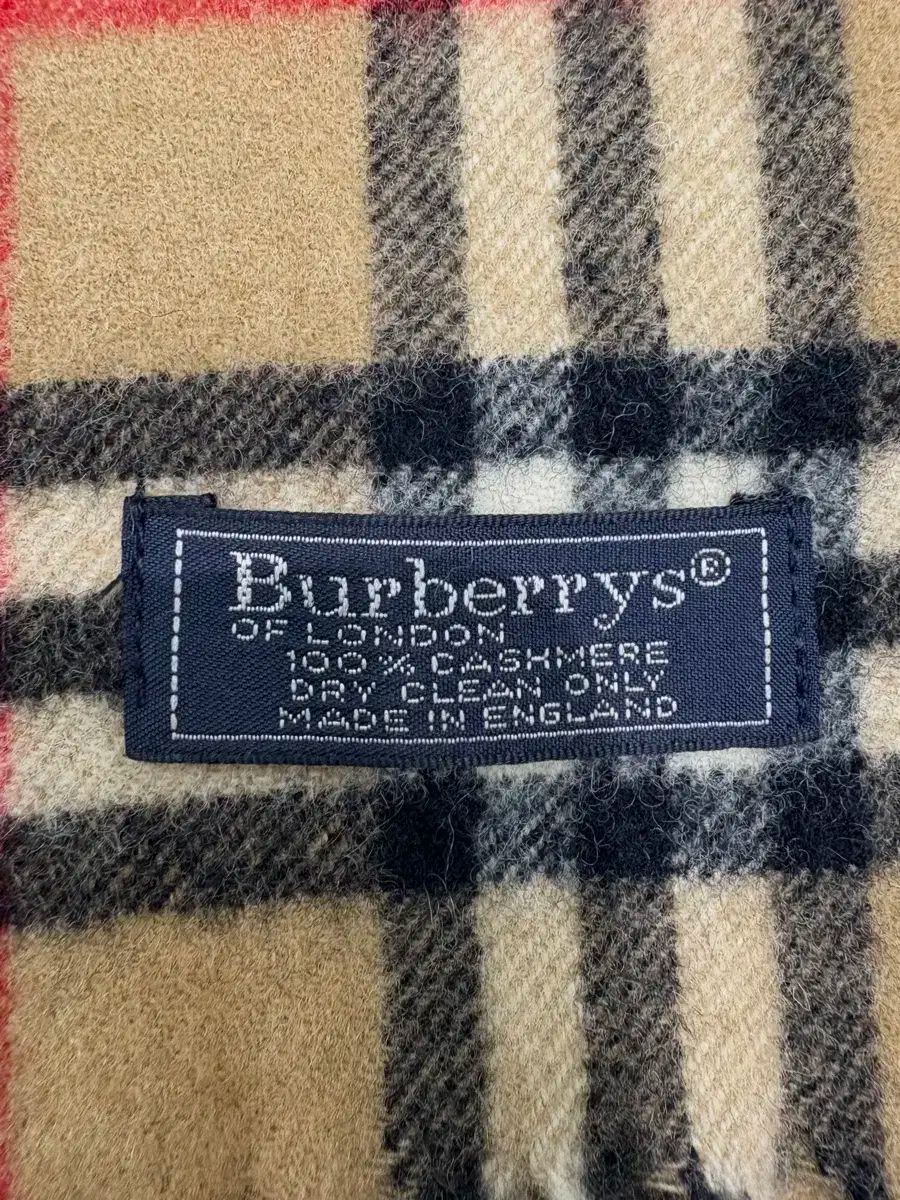 Burberrys®
OF LONDON
100% CASHMERE
DRY CLEAN ONLY
MADE IN ENGLAND